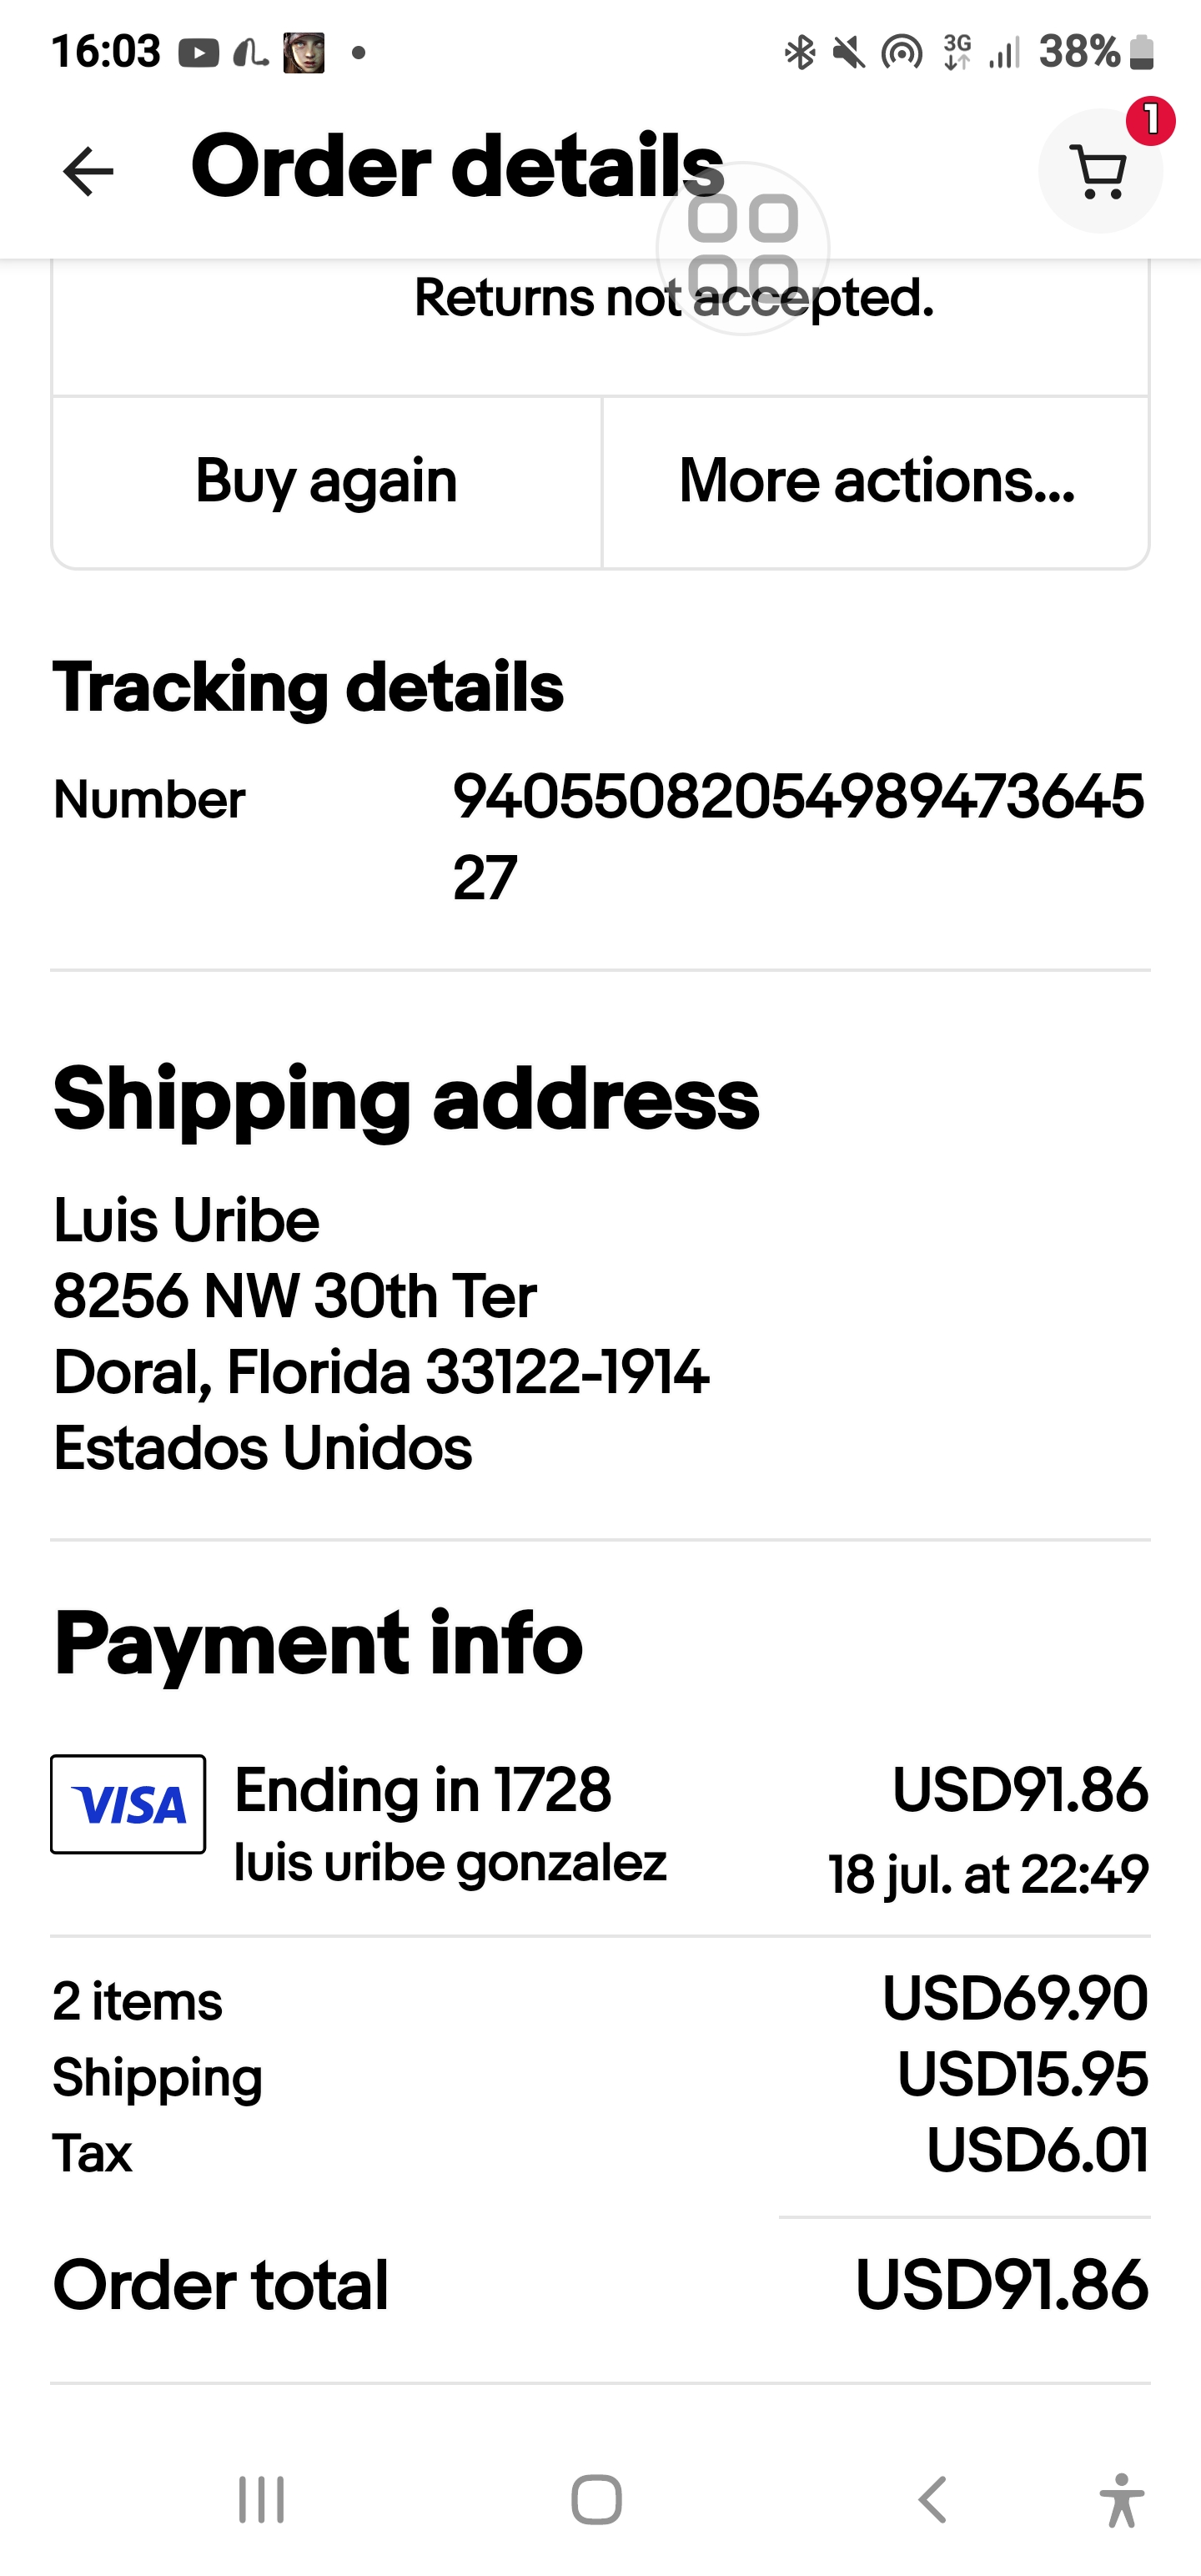 16:03
3G
38%
Order details
1
Returns not accepted.
Buy again
More actions...
Tracking details
Number
94055082054989473645
27
Shipping address
Luis Uribe
8256 NW 30th Ter
Doral, Florida 33122-1914
Estados Unidos
Payment info
VISA
Ending in 1728
USD91.86
luis uribe gonzalez
18 jul. at 22:49
2 items
USD69.90
Shipping
USD15.95
Tax
USD6.01
Order total
USD91.86